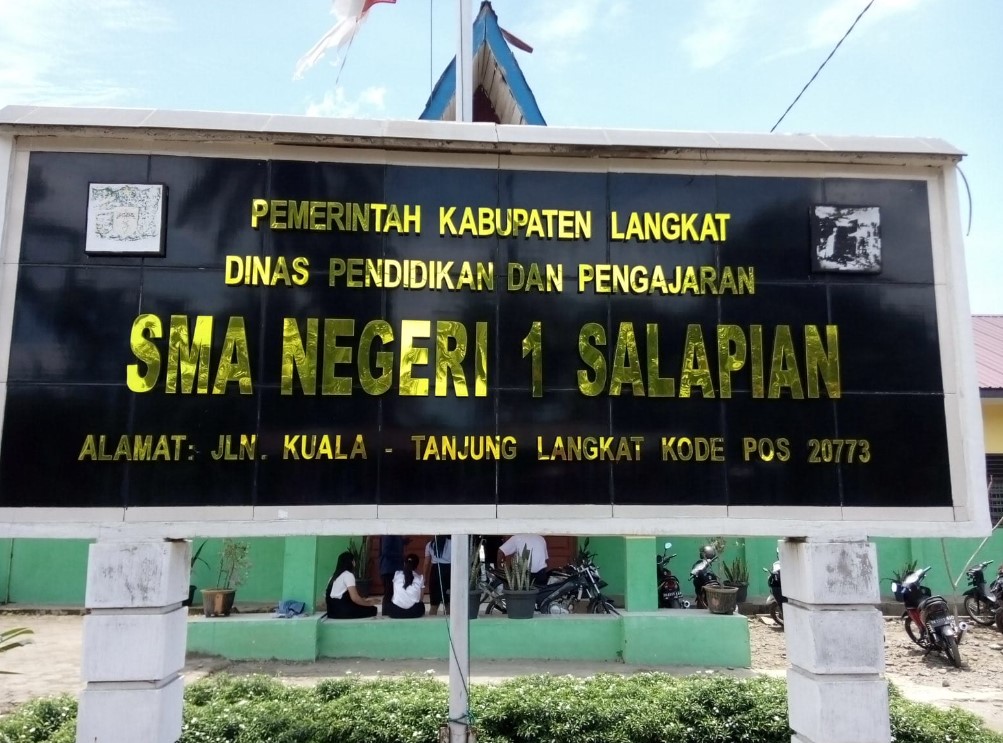 PEMERINTAH KABUPATEN LANGKAT
DINAS PENDIDIKAN DAN PENGAJARAN
SMA NEGERI 1 SALAPIAN
ALAMAT: JLN. KUALA - TANJUNG LANGKAT KODE POS 20773